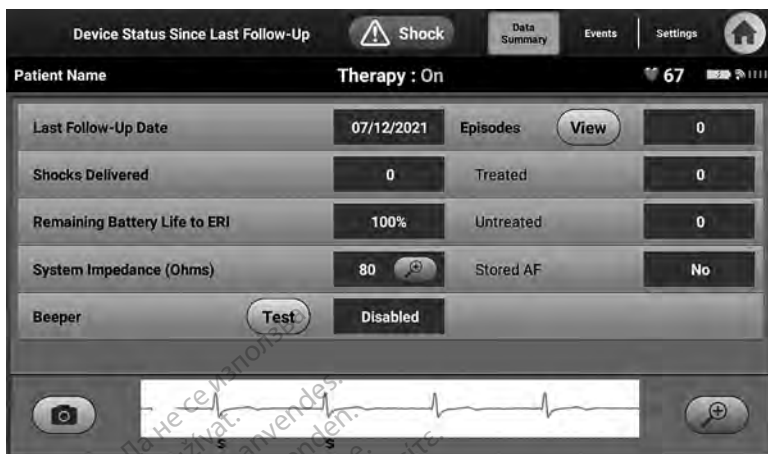 Device Status Since Last Follow-Up Shock Data Summary Events Settings
Patient Name Therapy : On 67
Last Follow-Up Date 07/12/2021 Episodes View 0
Shocks Delivered 0 Treated 0
Remaining Battery Life to ERI 100% Untreated 0
System Impedance (Ohms) 80 Stored AF No
Beeper Test Disabled
S S